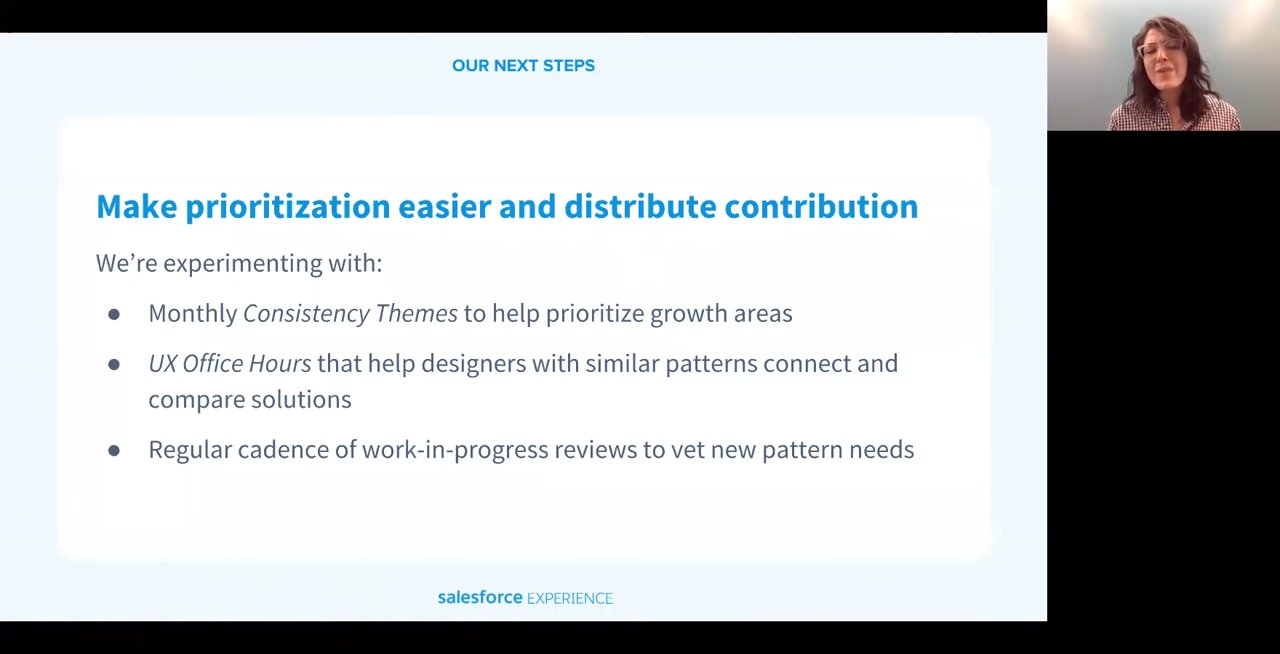 OUR NEXT STEPS
Make prioritization easier and distribute contribution
We’re experimenting with:
● Monthly Consistency Themes to help prioritize growth areas
● UX Office Hours that help designers with similar patterns connect and
compare solutions
● Regular cadence of work-in-progress reviews to vet new pattern needs
salesforce EXPERIENCE